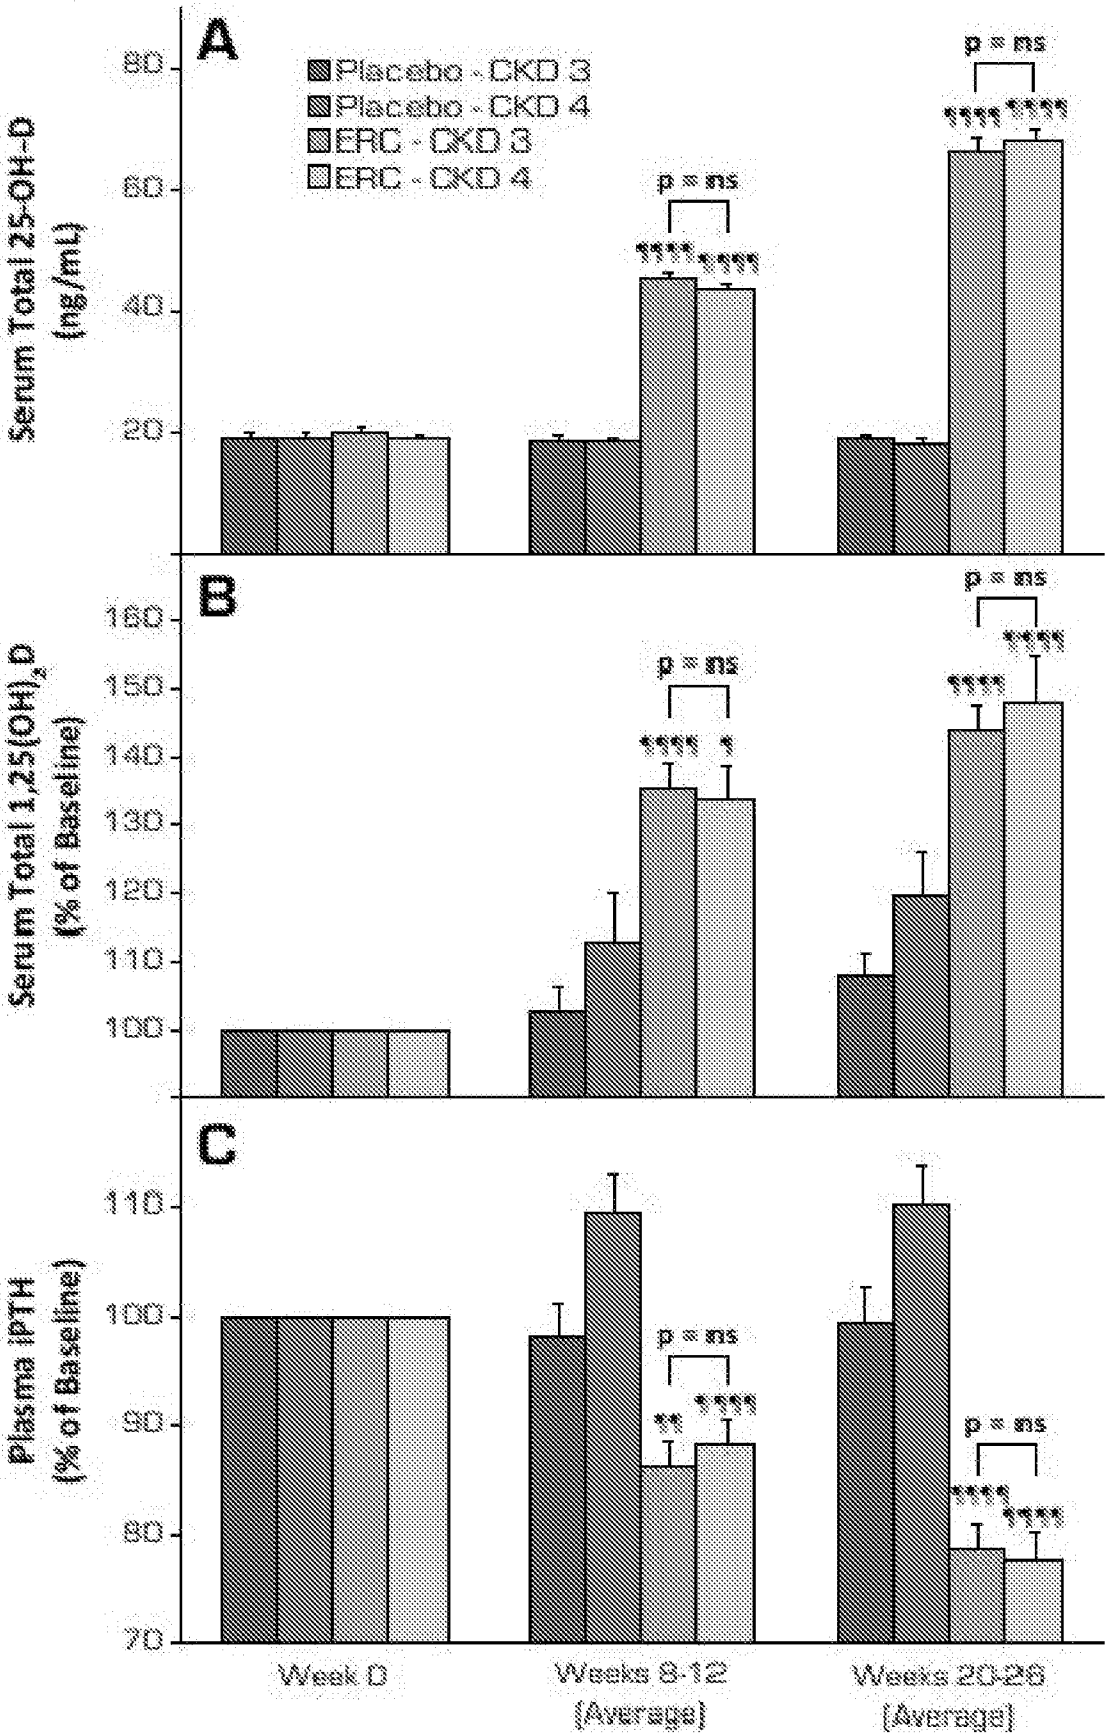 A
p = ns
80
Placebo - CKD 3
Placebo - CKD 4
ERC - CKD 3
ERC - CKD 4
¶¶¶¶ ¶¶¶¶
p = ns
60
¶¶¶¶ ¶¶¶¶
40
20
Serum Total 25-OH-D
(ng/mL)
B
p = ns
160
¶¶¶¶
p = ns
¶¶¶¶
150
¶¶¶¶ ¶
140
130
120
110
100
Serum Total 1,25(OH)2D
(% of Baseline)
C
110
100
p = ns
¶¶¶¶
¶¶
90
p = ns
¶¶¶¶
¶¶¶¶
80
70
Plasma iPTH
(% of Baseline)
Week 0 Weeks 8-12 Weeks 20-26
(Average) (Average)